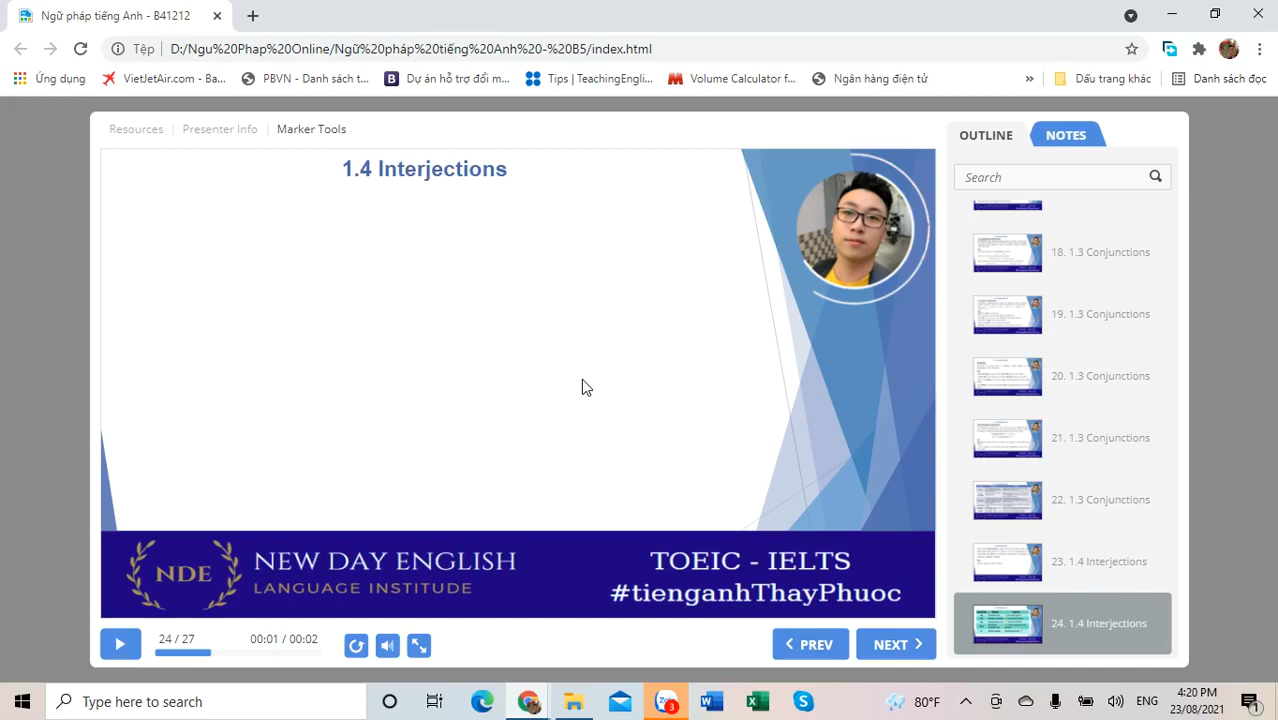 Ngữ pháp tiếng Anh - B41212
Tệp D:/Ngu%20Phap%20Online/Ngữ%20pháp%20tiếng%20Anh%20-%20B5/index.html
Ứng dụng VietJetAir.com - Ba... PBVN - Danh sách t... Dự án hỗ trợ đổi m... Tips | TeachingEngli... Volume Calculator f... Ngân hàng điện tử » Dấu trang khác Danh sách đọc
Resources | Presenter Info | Marker Tools
OUTLINE NOTES
1.4 Interjections
Search
18. 1.3 Conjunctions
19. 1.3 Conjunctions
20. 1.3 Conjunctions
21. 1.3 Conjunctions
22. 1.3 Conjunctions
23. 1.4 Interjections
24. 1.4 Interjections
NDE
NEW DAY ENGLISH
LANGUAGE INSTITUTE
TOEIC - IELTS
#tienganhThayPhuoc
24 / 27 00:01 /
PREV NEXT
Type here to search
3
80°F
ENG
4:20 PM
23/08/2021
1